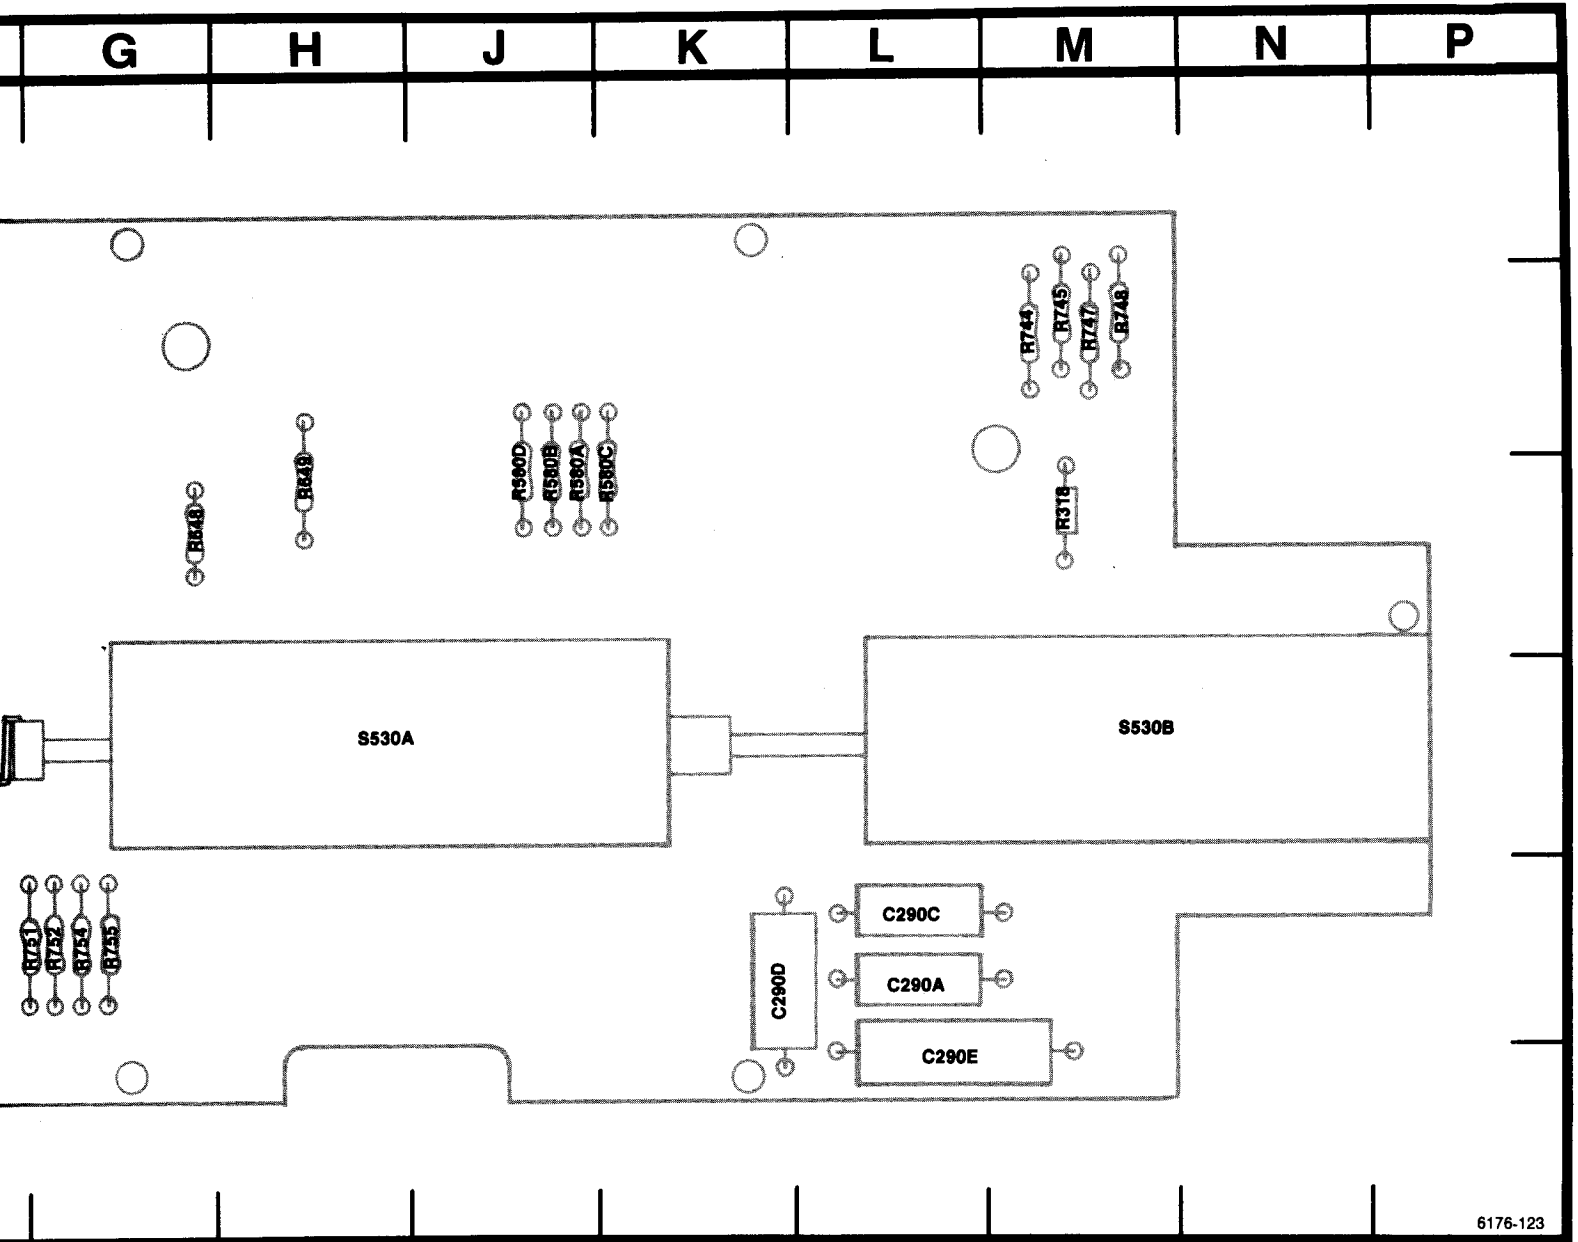 G H J K L M N P
R744
R745
R747
R748
R649
R560D
R560B
R560A
R560C
R648
R318
S530A
S530B
R751
R752
R754
R755
C290D
C290C
C290A
C290E
6176-123